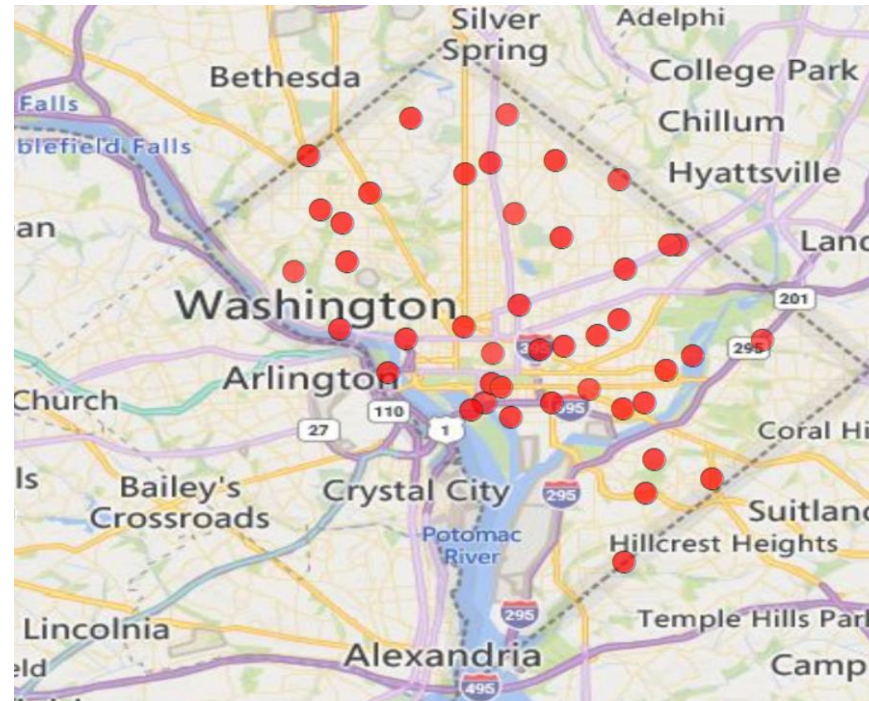 Silver
Spring
Adelphi
Bethesda
College Park
Falls
Chillum
blefield Falls
Hyattsville
an
Land
Washington
201
395
295
Arlington
Church
110
595
27
1
Coral Hi
ls
Bailey's
Crossroads
Crystal City
295
Suitland
Potomac
River
Hillcrest Heights
295
Lincolnia
Temple Hills Park
Alexandria
eld
Camp
495